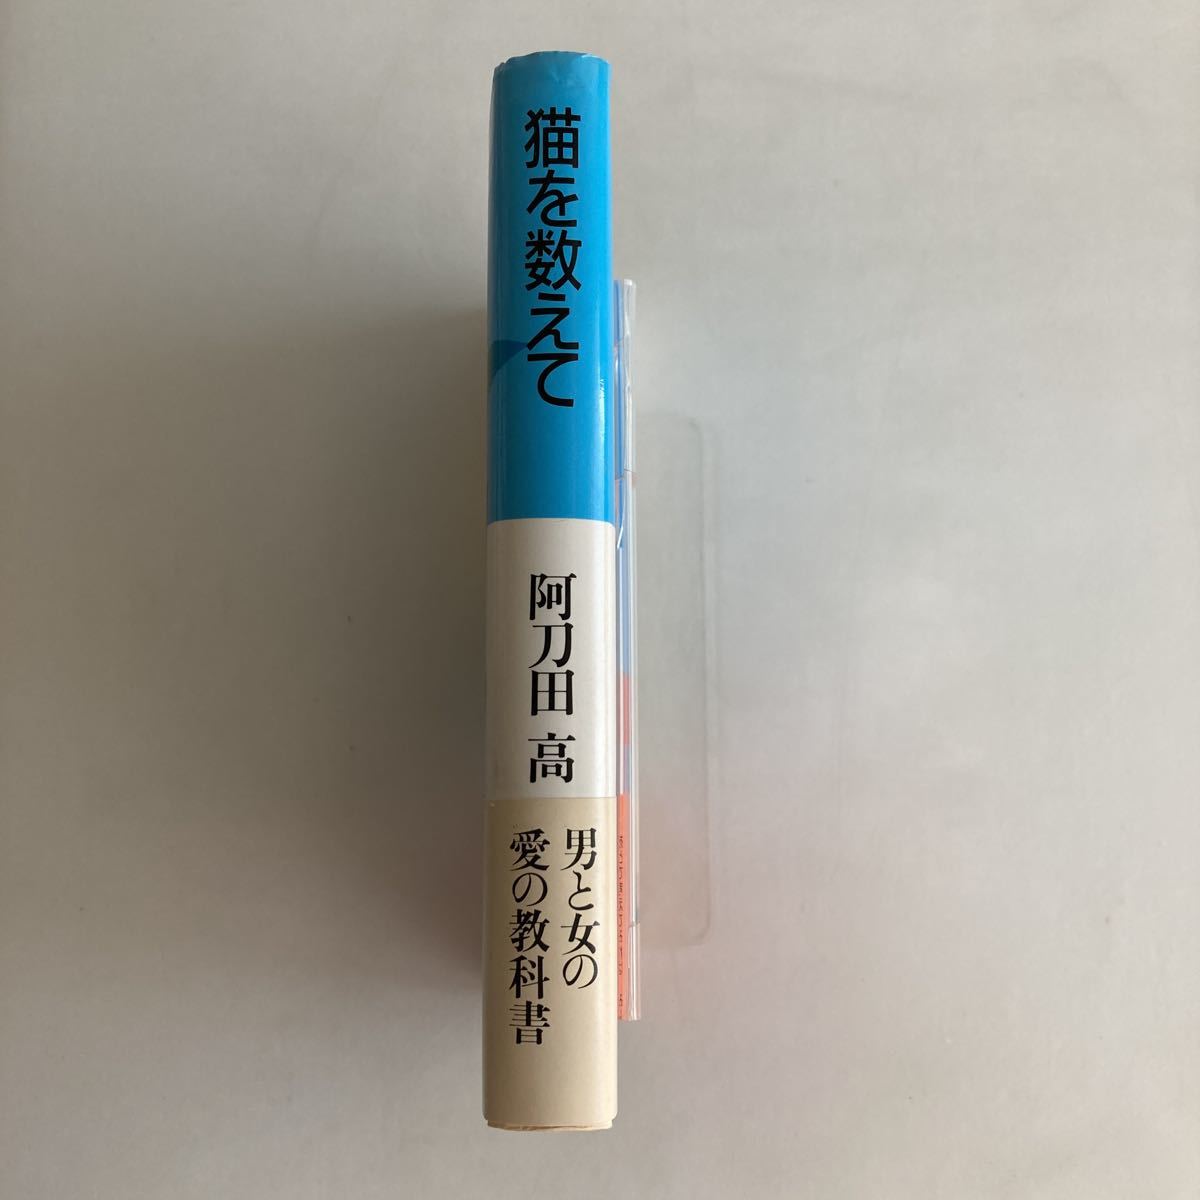 猫を数えて
阿刀田 高
男と女の
愛の教科書